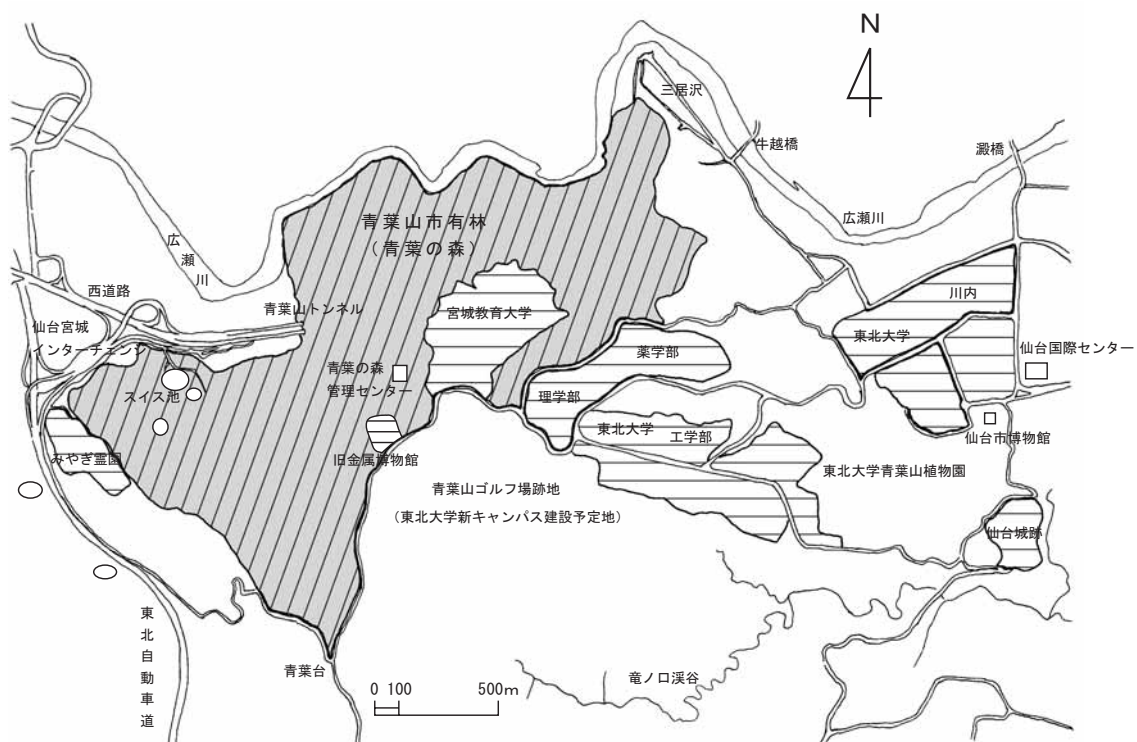 N
三居沢
牛越橋
澱橋
青葉山市有林
(青葉の森)
広瀬川
広瀬川
西道路
青葉山トンネル
宮城教育大学
川内
東北大学
仙台宮城
インターチェンジ
薬学部
仙台国際センター
青葉の森
管理センター
スイス池
理学部
東北大学
工学部
仙台市博物館
みやぎ霊園
旧金属博物館
東北大学青葉山植物園
青葉山ゴルフ場跡地
(東北大学新キャンパス建設予定地)
仙台城跡
東北自動車道
青葉台
竜ノ口渓谷
0 100 500m